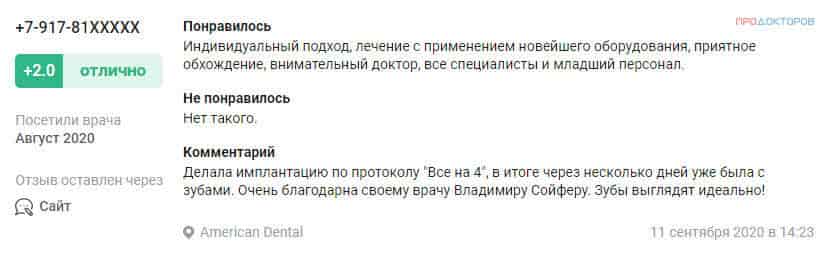 +7-917-81XXXXX
+2.0 отлично
Посетили врача
Август 2020
Отзыв оставлен через
Сайт
ПРОДОКТОРОВ
Понравилось
Индивидуальный подход, лечение с применением новейшего оборудования, приятное
обхождение, внимательный доктор, все специалисты и младший персонал.
Не понравилось
Нет такого.
Комментарий
Делала имплантацию по протоколу "Все на 4", в итоге через несколько дней уже была с
зубами. Очень благодарна своему врачу Владимиру Сойферу. Зубы выглядят идеально!
American Dental
11 сентября 2020 в 14:23